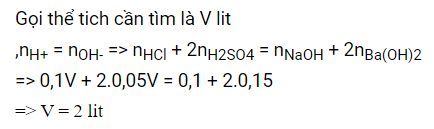 Gọi thể tich cần tìm là V lit
,nH+ = nOH- => nHCl + 2nH2SO4 = nNaOH + 2nBa(OH)2
=> 0,1V + 2.0,05V = 0,1 + 2.0,15
=> V = 2 lit